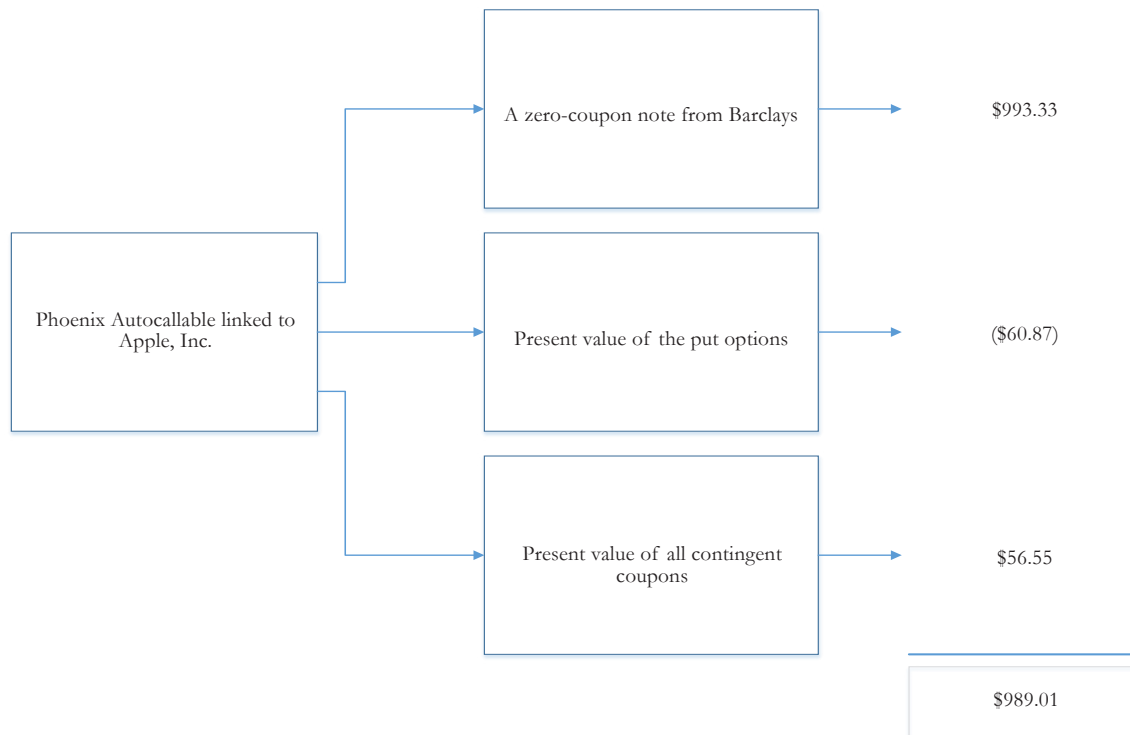 A zero-coupon note from Barclays
$993.33
Phoenix Autocallable linked to
Apple, Inc.
Present value of the put options
($60.87)
Present value of all contingent
coupons
$56.55
$989.01